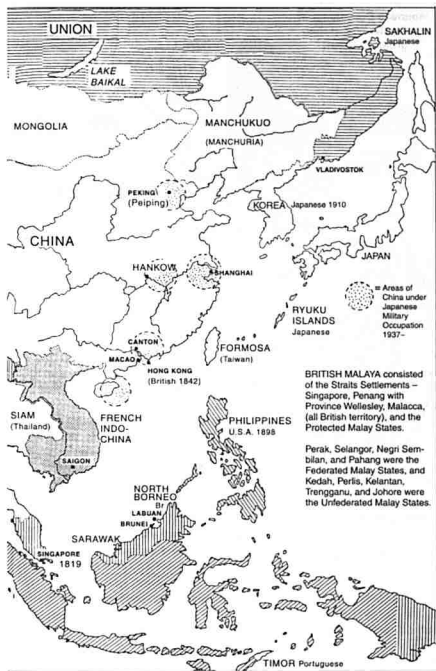 UNION
SAKHALIN
Japanese
LAKE
BAIKAL
MONGOLIA
MANCHUKUO
(MANCHURIA)
VLADIVOSTOK
PEKING
(Peiping)
KOREA Japanese 1910
CHINA
JAPAN
HANKOW
SHANGHAI
= Areas of
China under
Japanese
Military
Occupation
1937–
RYUKU
ISLANDS
Japanese
CANTON
MACAO
FORMOSA
(Taiwan)
HONG KONG
(British 1842)
BRITISH MALAYA consisted
of the Straits Settlements –
Singapore, Penang with
Province Wellesley, Malacca,
(all British territory), and the
Protected Malay States.
Perak, Selangor, Negri Sem-
bilan, and Pahang were the
Federated Malay States, and
Kedah, Perlis, Kelantan,
Trengganu, and Johore were
the Unfederated Malay States.
SIAM
(Thailand)
FRENCH
INDO-
CHINA
PHILIPPINES
U.S.A. 1898
SAIGON
NORTH
BORNEO
Br
LABUAN
BRUNEI
SARAWAK
SINGAPORE
1819
TIMOR Portuguese